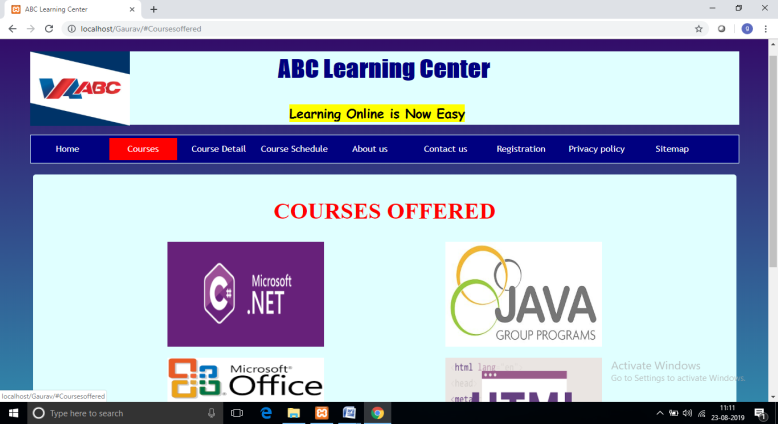 ABC Learning Center
localhost/Gaurav/#Coursesoffered
ABC
ABC Learning Center
Learning Online is Now Easy
Home Courses Course Detail Course Schedule About us Contact us Registration Privacy policy Sitemap
COURSES OFFERED
C# Microsoft .NET
JAVA
GROUP PROGRAMS
Microsoft®
Office
html lang
head
meta
HTML
Activate Windows
Go to Settings to activate Windows.
localhost/Gaurav/#Coursesoffered
Type here to search
11:11
23-08-2019